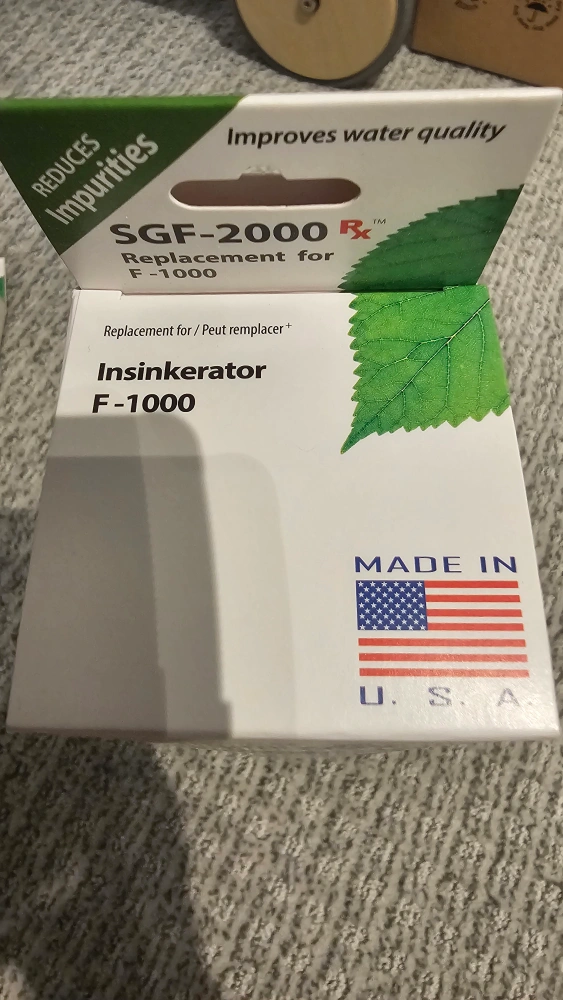 REDUCES
Impurities
Improves water quality
SGF-2000 Rx™
Replacement for
F -1000
Replacement for / Peut remplacer⁺
Insinkerator
F -1000
MADE IN
U. S. A.